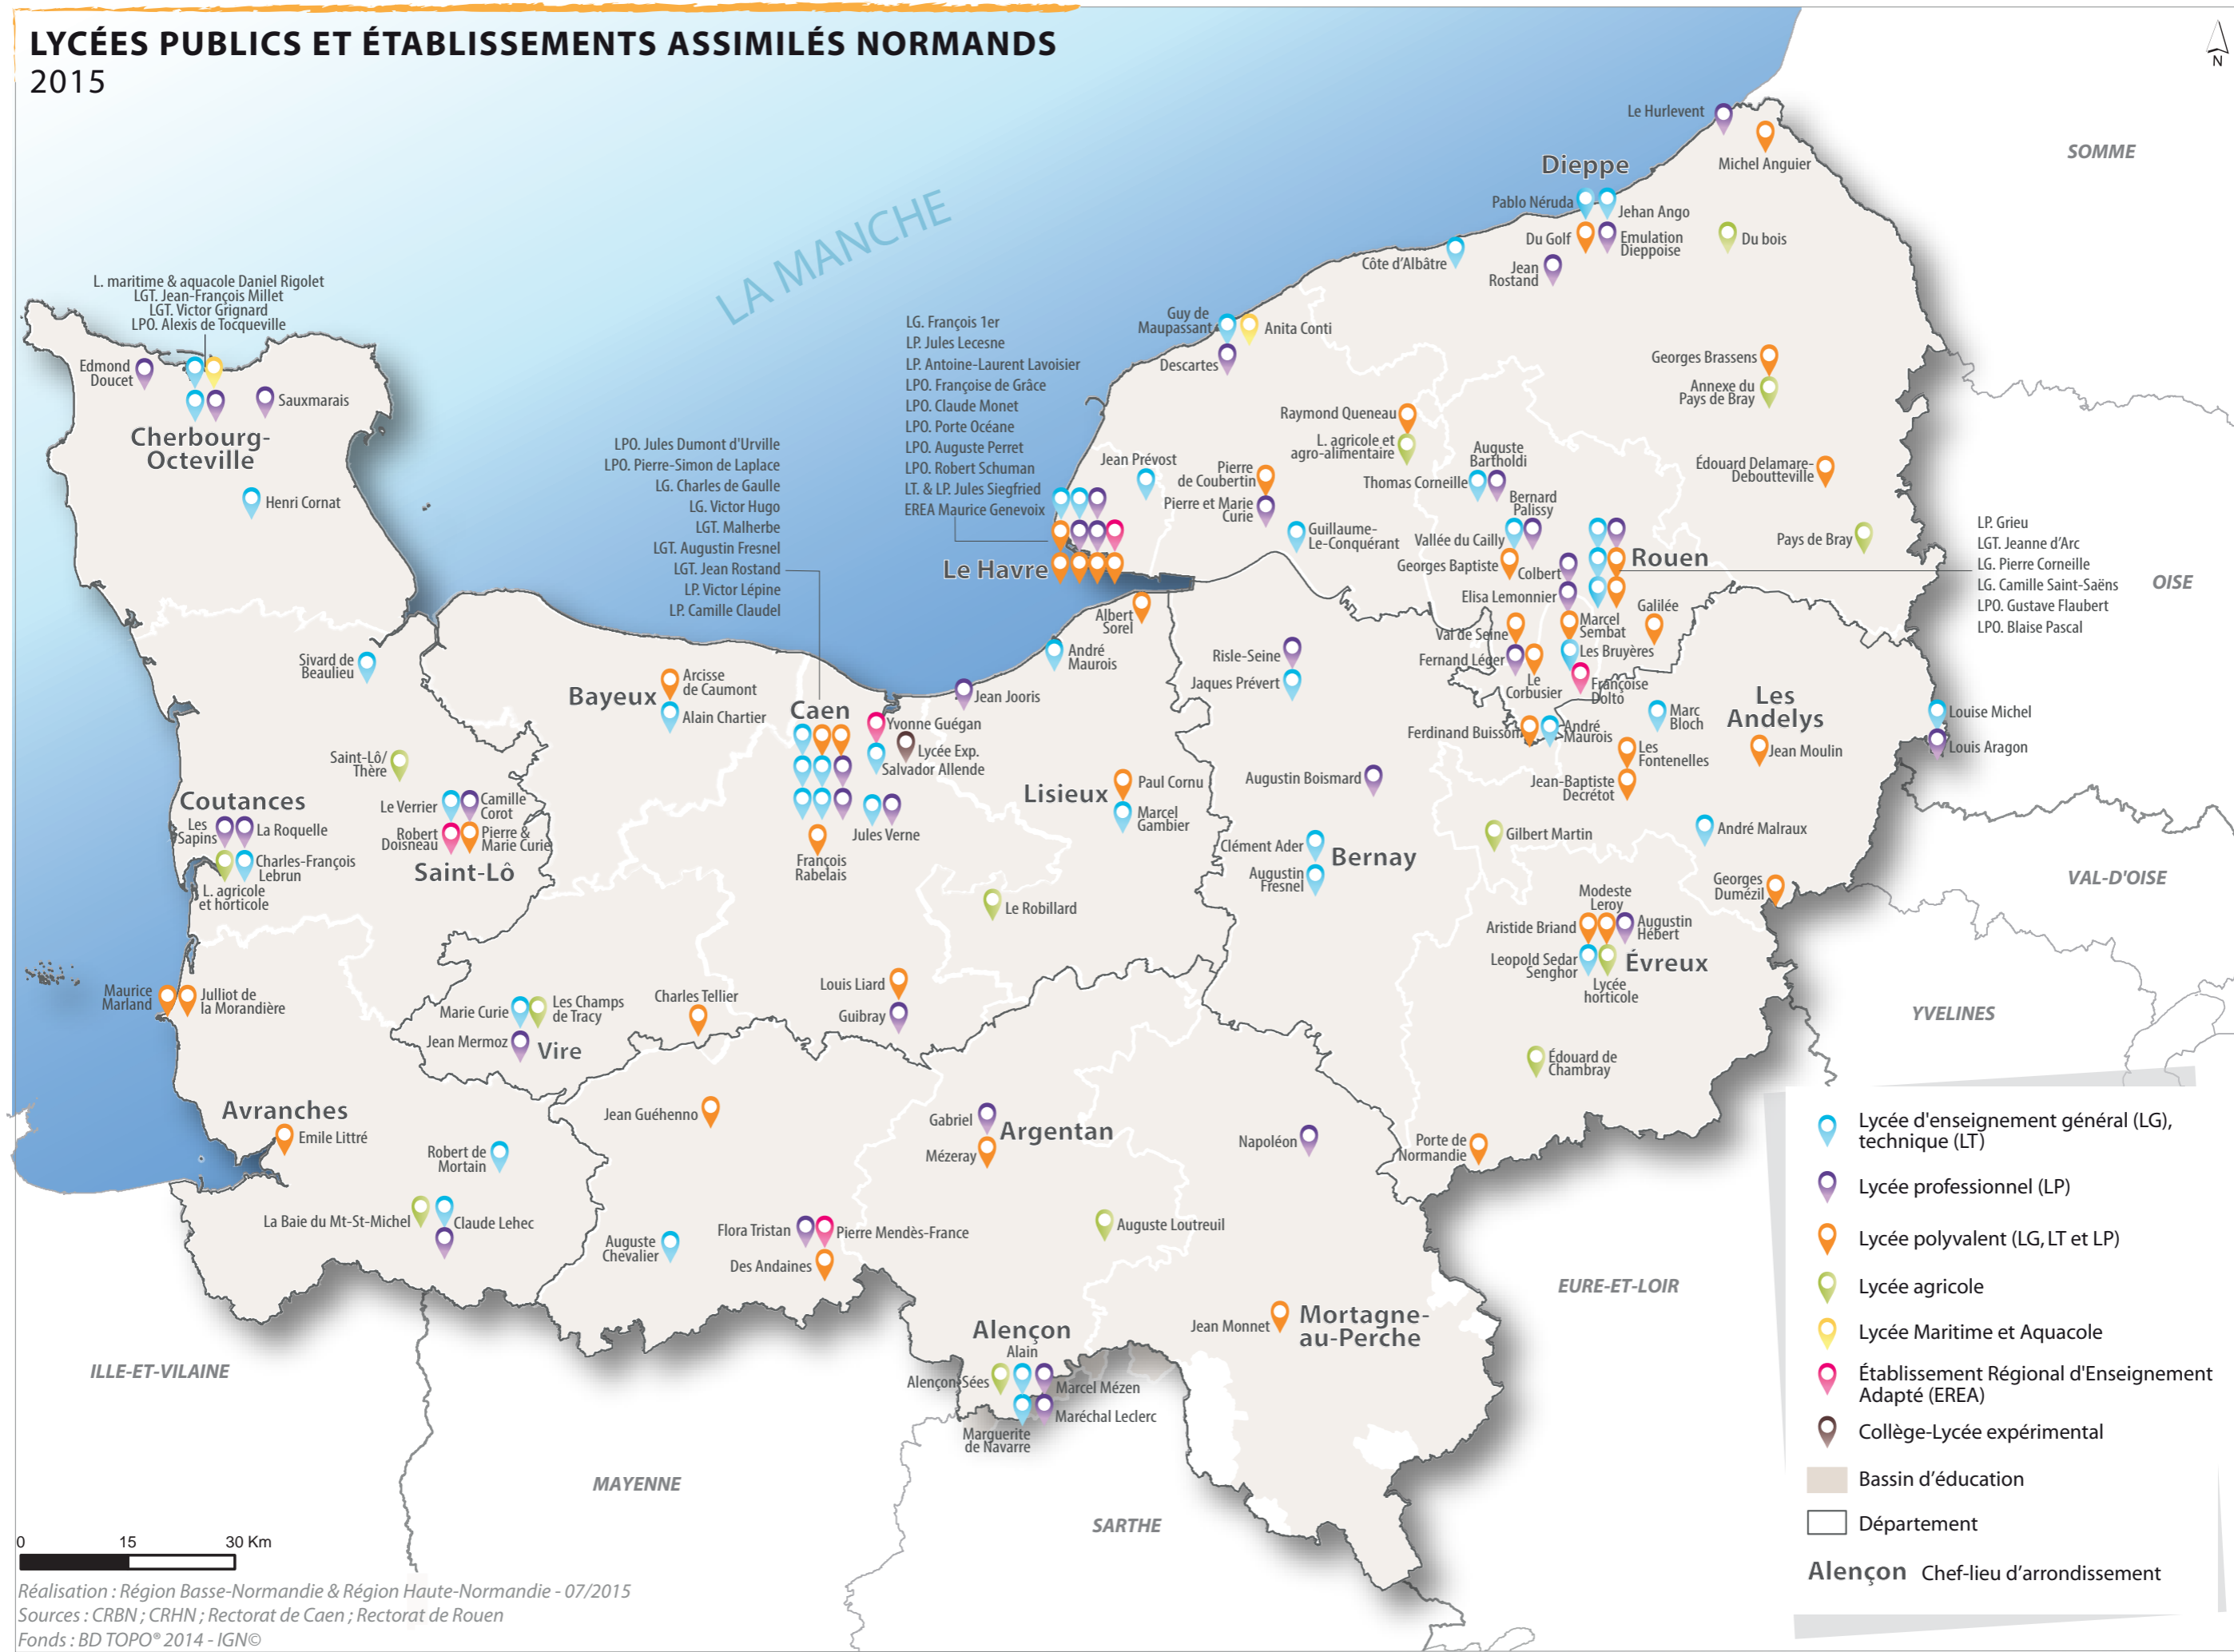 LYCÉES PUBLICS ET ÉTABLISSEMENTS ASSIMILÉS NORMANDS
2015
N
LA MANCHE
SOMME
OISE
VAL-D'OISE
YVELINES
EURE-ET-LOIR
SARTHE
MAYENNE
ILLE-ET-VILAINE
L. maritime & aquacole Daniel Rigolet
LGT. Jean-François Millet
LGT. Victor Grignard
LPO. Alexis de Tocqueville
Edmond
Doucet
Sauxmarais
Cherbourg-
Octeville
Henri Cornat
Sivard de
Beaulieu
Saint-Lô/
Thère
Coutances
Les
Sapins
La Roquelle
Charles-François
Lebrun
L. agricole
et horticole
Le Verrier
Camille
Corot
Robert
Doisneau
Pierre &
Marie Curie
Saint-Lô
Maurice
Marland
Julliot de
la Morandière
Avranches
Emile Littré
Robert de
Mortain
La Baie du Mt-St-Michel
Claude Lehec
Marie Curie
Les Champs
de Tracy
Jean Mermoz
Vire
Charles Tellier
Louis Liard
Guibray
Bayeux
Arcisse
de Caumont
Alain Chartier
LPO. Jules Dumont d'Urville
LPO. Pierre-Simon de Laplace
LG. Charles de Gaulle
LG. Victor Hugo
LGT. Malherbe
LGT. Augustin Fresnel
LGT. Jean Rostand
LP. Victor Lépine
LP. Camille Claudel
Caen
Yvonne Guégan
Lycée Exp.
Salvador Allende
Jules Verne
François
Rabelais
Jean Jooris
André
Maurois
Albert
Sorel
Lisieux
Paul Cornu
Marcel
Gambier
Le Robillard
LG. François 1er
LP. Jules Lecesne
LP. Antoine-Laurent Lavoisier
LPO. Françoise de Grâce
LPO. Claude Monet
LPO. Porte Océane
LPO. Auguste Perret
LPO. Robert Schuman
LT. & LP. Jules Siegfried
EREA Maurice Genevoix
Le Havre
Jean Prévost
Guy de
Maupassant
Anita Conti
Descartes
Pierre
de Coubertin
Pierre et Marie
Curie
Guillaume-
Le-Conquérant
Raymond Queneau
L. agricole et
agro-alimentaire
Côte d'Albâtre
Dieppe
Pablo Néruda
Jehan Ango
Du Golf
Emulation
Dieppoise
Jean
Rostand
Le Hurlevent
Michel Anguier
Du bois
Georges Brassens
Annexe du
Pays de Bray
Édouard Delamare-
Deboutteville
Pays de Bray
Auguste
Bartholdi
Thomas Corneille
Bernard
Palissy
Vallée du Cailly
Georges Baptiste
Colbert
Elisa Lemonnier
Rouen
LP. Grieu
LGT. Jeanne d'Arc
LG. Pierre Corneille
LG. Camille Saint-Saëns
LPO. Gustave Flaubert
LPO. Blaise Pascal
Galilée
Marcel
Sembat
Val de Seine
Les Bruyères
Fernand Léger
Le
Corbusier
Françoise
Dolto
Ferdinand Buisson
André
Maurois
Marc
Bloch
Les
Fontenelles
Jean-Baptiste
Decrétot
Les
Andelys
Jean Moulin
Louise Michel
Louis Aragon
André Malraux
Georges
Dumézil
Risle-Seine
Jaques Prévert
Augustin Boismard
Clément Ader
Bernay
Augustin
Fresnel
Gilbert Martin
Modeste
Leroy
Aristide Briand
Augustin
Hébert
Leopold Sedar
Senghor
Évreux
Lycée
horticole
Édouard de
Chambray
Porte de
Normandie
Jean Guéhenno
Gabriel
Argentan
Mézeray
Napoléon
Auguste
Chevalier
Flora Tristan
Pierre Mendès-France
Des Andaines
Auguste Loutreuil
Jean Monnet
Mortagne-
au-Perche
Alençon
Alain
Alençon-Sées
Marcel Mézen
Maréchal Leclerc
Marguerite
de Navarre
Lycée d'enseignement général (LG),
technique (LT)
Lycée professionnel (LP)
Lycée polyvalent (LG, LT et LP)
Lycée agricole
Lycée Maritime et Aquacole
Établissement Régional d'Enseignement
Adapté (EREA)
Collège-Lycée expérimental
Bassin d'éducation
Département
Alençon Chef-lieu d'arrondissement
0 15 30 Km
Réalisation : Région Basse-Normandie & Région Haute-Normandie - 07/2015
Sources : CRBN ; CRHN ; Rectorat de Caen ; Rectorat de Rouen
Fonds : BD TOPO® 2014 - IGN©